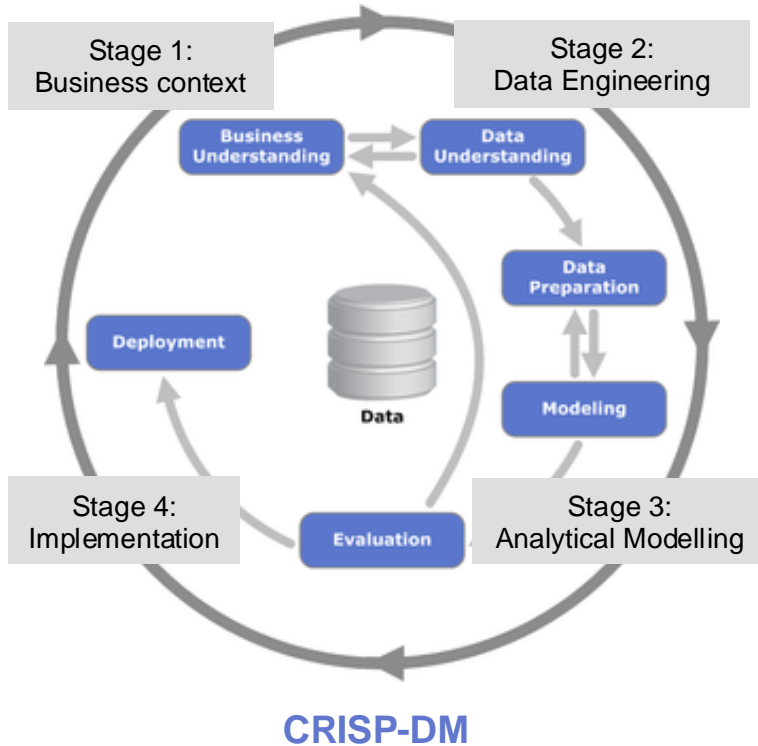 Stage 1:
Business context
Stage 2:
Data Engineering
Business
Understanding
Data
Understanding
Data
Preparation
Deployment
Modeling
Data
Stage 4:
Implementation
Stage 3:
Analytical Modelling
Evaluation
CRISP-DM